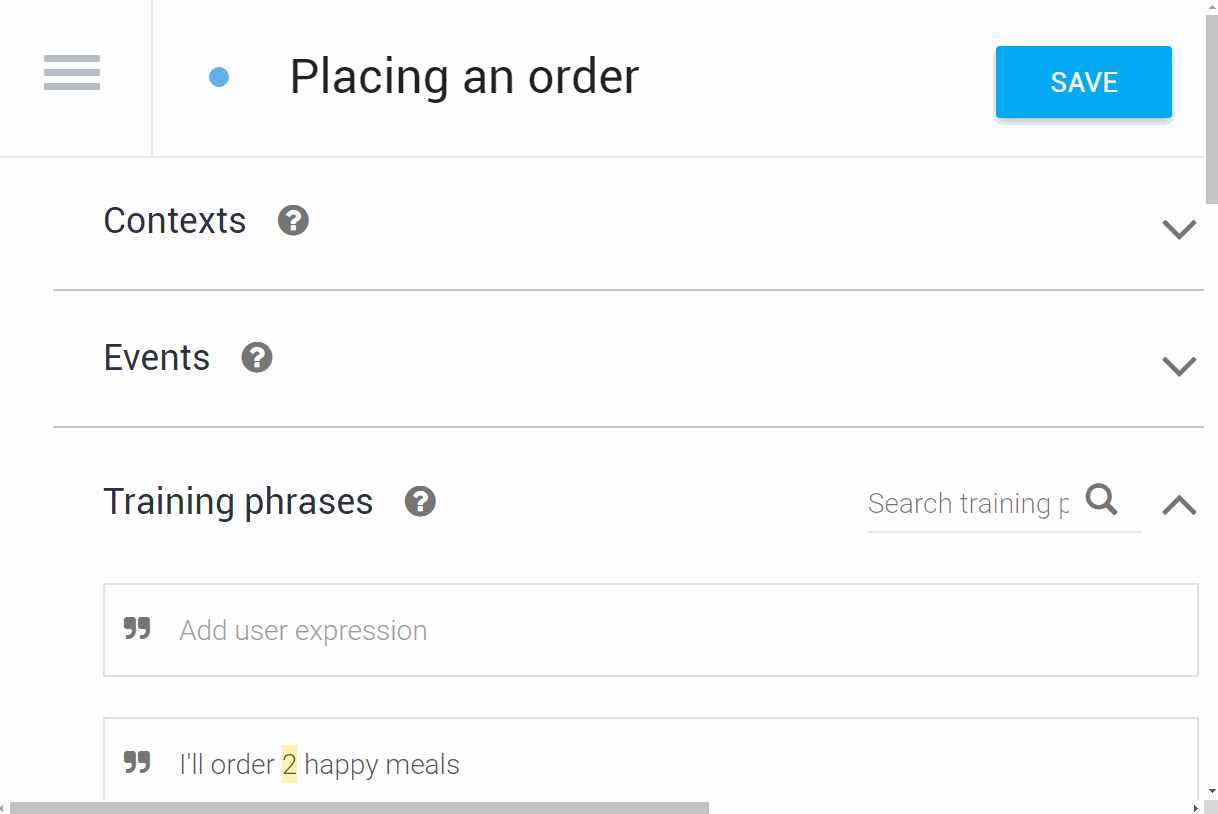 Placing an order
SAVE
Contexts
Events
Training phrases
Search training p
Add user expression
I'll order 2 happy meals